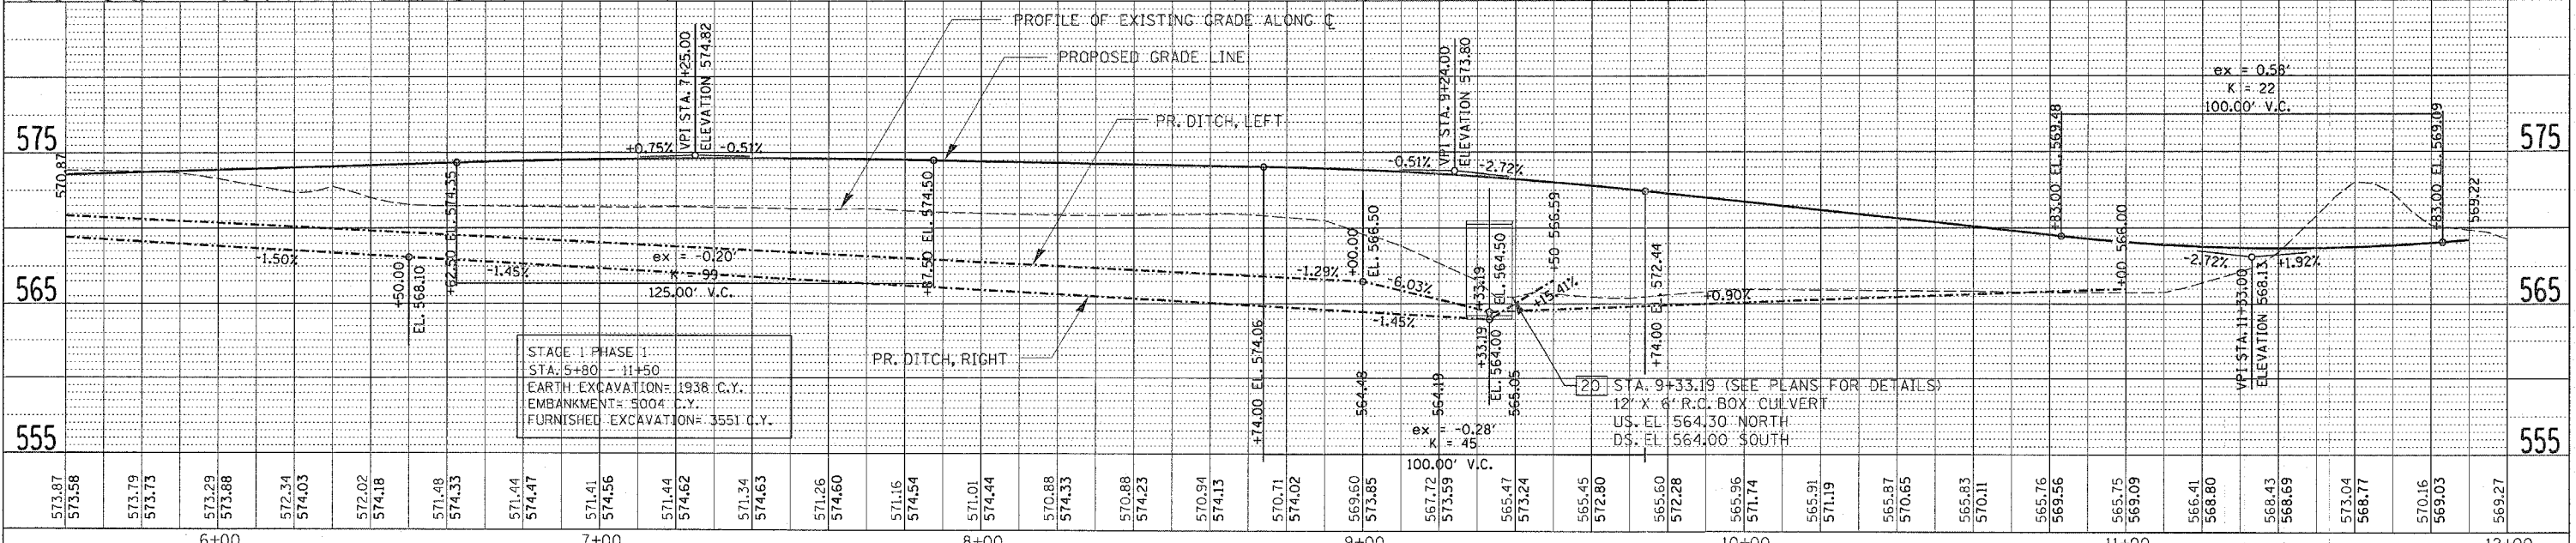 PROFILE OF EXISTING GRADE ALONG ℄
PROPOSED GRADE LINE
PR. DITCH, LEFT
VPI STA. 7+25.00
ELEVATION 574.82
+0.75%
-0.51%
VPI STA. 9+24.00
ELEVATION 573.80
-0.51%
-2.72%
ex = 0.58'
K = 22
100.00' V.C.
+83.00 EL. 569.48
+83.00 EL. 569.09
575
575
570.87
569.22
+62.50 EL. 574.35
+87.50 EL. 574.50
-1.50%
+50.00
EL. 568.10
-1.45%
ex = -0.20'
K = 99
125.00' V.C.
-1.29%
+00.00
EL. 566.50
-6.03%
+33.19
EL. 564.50
+50 566.59
+15.41%
+74.00 EL. 572.44
+0.90%
+00 566.00
-2.72%
+1.92%
VPI STA. 11+33.00
ELEVATION 568.13
565
565
-1.45%
PR. DITCH, RIGHT
+74.00 EL. 574.06
564.48
564.19
+33.19
EL. 564.00
565.05
STAGE 1 PHASE 1
STA. 5+80 - 11+50
EARTH EXCAVATION= 1938 C.Y.
EMBANKMENT= 5004 C.Y.
FURNISHED EXCAVATION= 3551 C.Y.
20 STA. 9+33.19 (SEE PLANS FOR DETAILS)
12' X 6' R.C. BOX CULVERT
US. EL 564.30 NORTH
DS. EL 564.00 SOUTH
ex = -0.28'
K = 45
100.00' V.C.
555
555
573.87 573.79 573.29 572.34 572.02 571.48 571.44 571.41 571.44 571.34 571.26 571.16 571.01 570.88 570.88 570.94 570.71 569.60 567.72 565.47 565.45 565.60 565.96 565.91 565.87 565.83 565.76 565.75 566.41 568.43 573.04 570.16
573.58 573.73 573.88 574.03 574.18 574.33 574.47 574.56 574.62 574.63 574.60 574.54 574.44 574.33 574.23 574.13 574.02 573.85 573.59 573.24 572.80 572.28 571.74 571.19 570.65 570.11 569.56 569.09 568.80 568.69 568.77 569.03 569.27
6+00 7+00 8+00 9+00 10+00 11+00 12+00